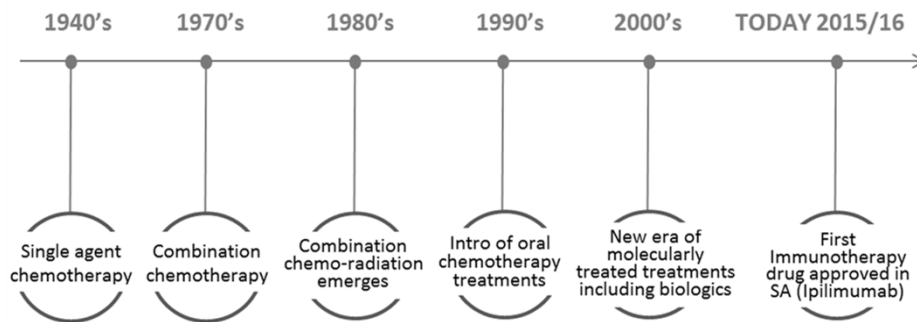 1940's
1970's
1980's
1990's
2000's
TODAY 2015/16
Single agent
chemotherapy
Combination
chemotherapy
Combination
chemo-radiation
emerges
Intro of oral
chemotherapy
treatments
New era of
molecularly
treated treatments
including biologics
First
Immunotherapy
drug approved in
SA (Ipilimumab)